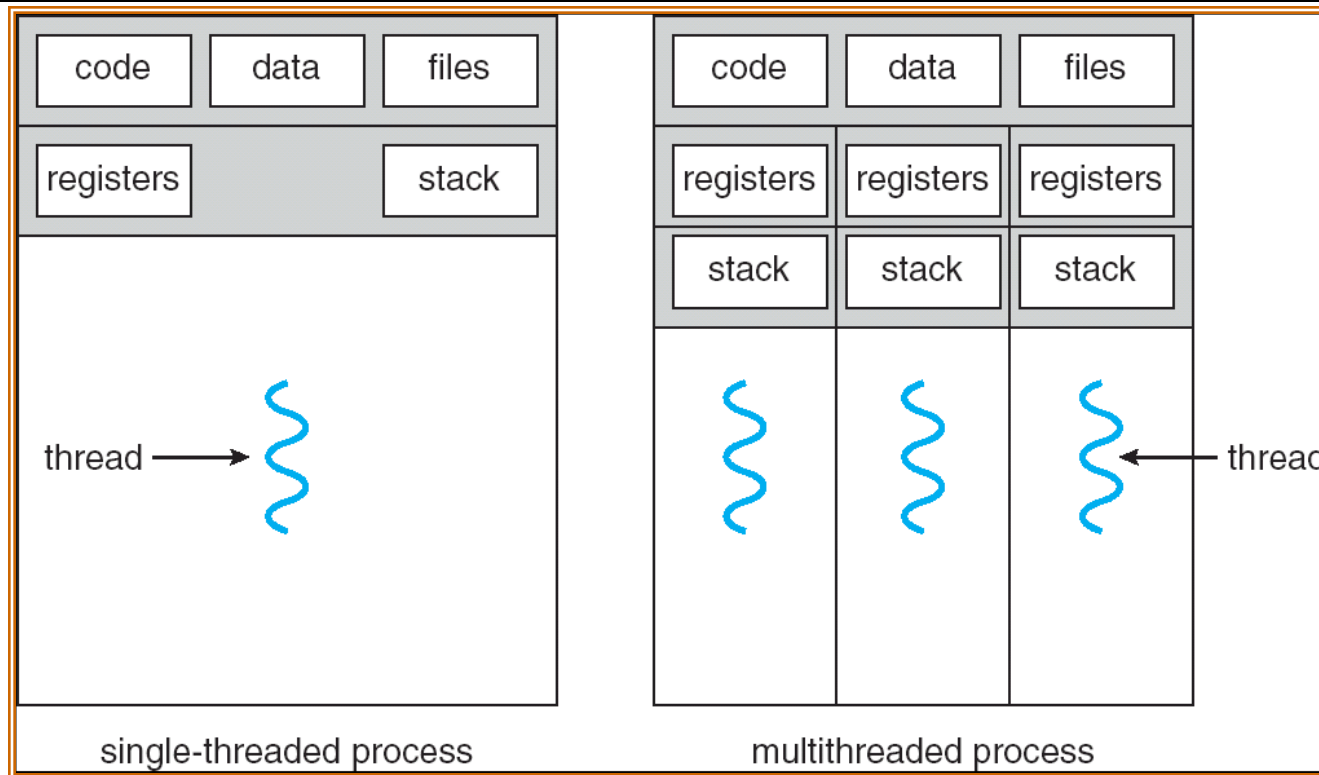 code data files code data files
registers stack registers registers registers
stack stack stack
thread thread
single-threaded process multithreaded process